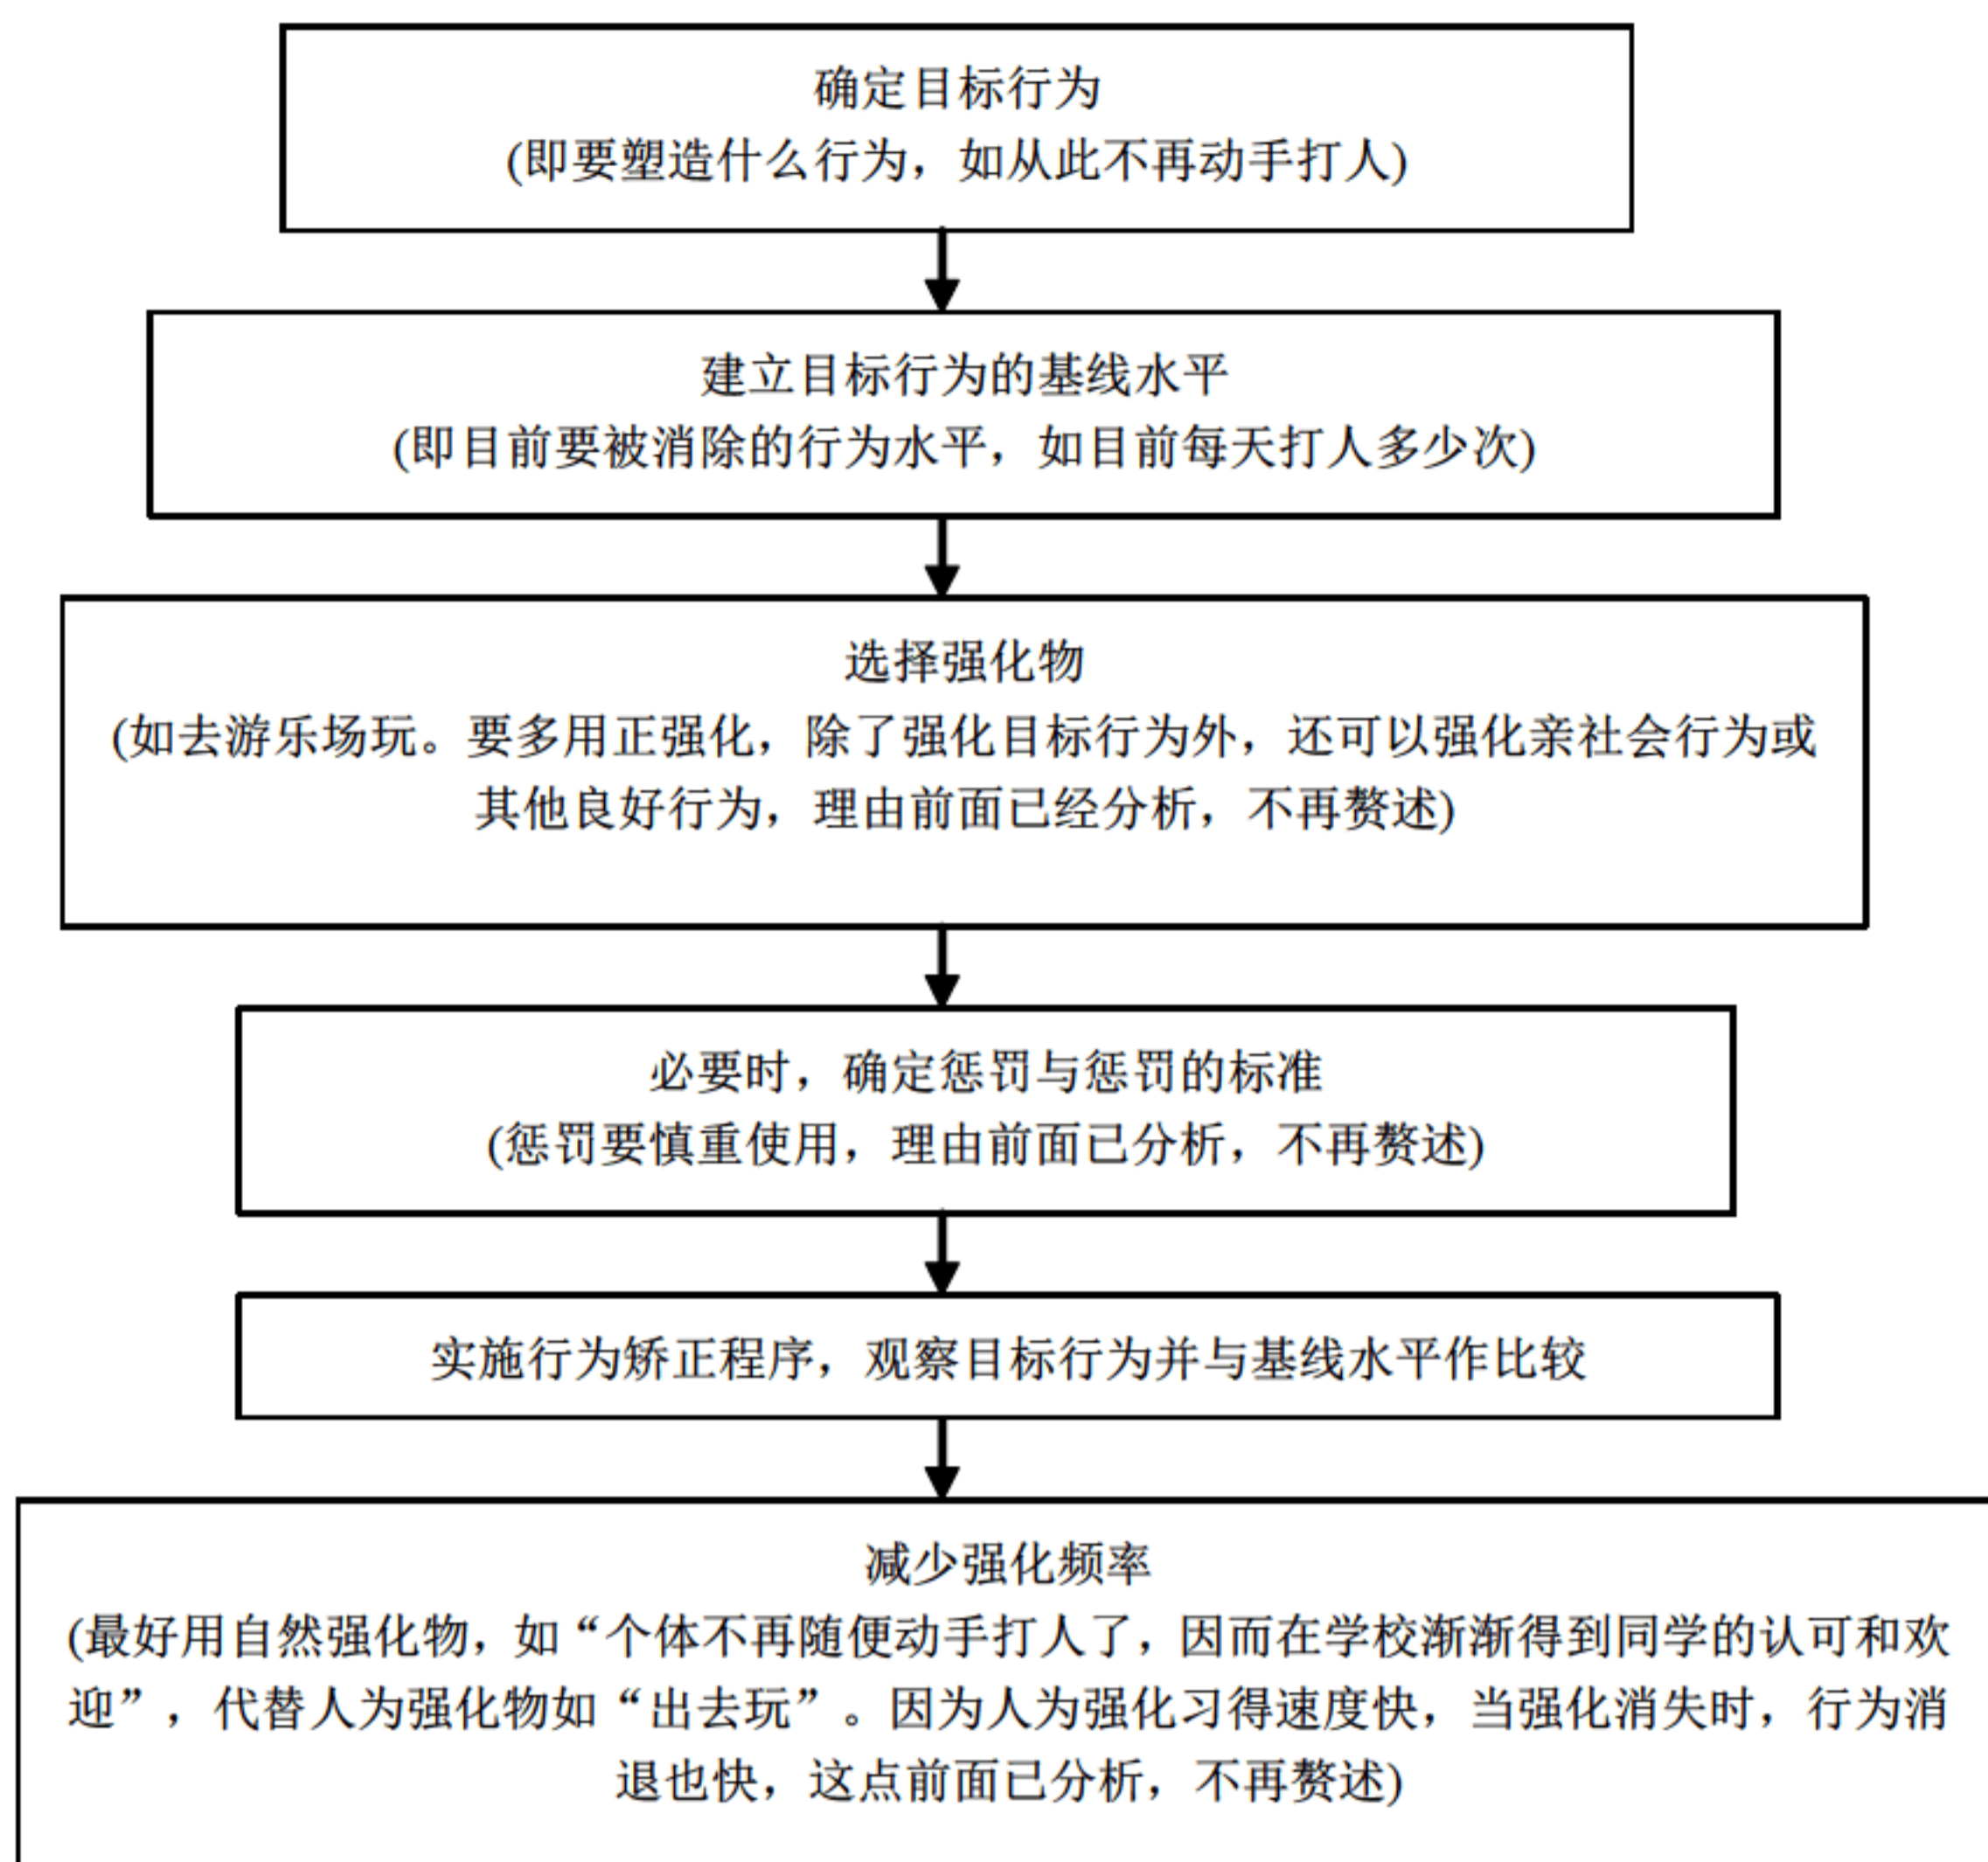 确定目标行为
(即要塑造什么行为，如从此不再动手打人)
建立目标行为的基线水平
(即目前要被消除的行为水平，如目前每天打人多少次)
选择强化物
(如去游乐场玩。要多用正强化，除了强化目标行为外，还可以强化亲社会行为或
其他良好行为，理由前面已经分析，不再赘述)
必要时，确定惩罚与惩罚的标准
(惩罚要慎重使用，理由前面已分析，不再赘述)
实施行为矫正程序，观察目标行为并与基线水平作比较
减少强化频率
(最好用自然强化物，如“个体不再随便动手打人了，因而在学校渐渐得到同学的认可和欢
迎”，代替人为强化物如“出去玩”。因为人为强化习得速度快，当强化消失时，行为消
退也快，这点前面已分析，不再赘述)